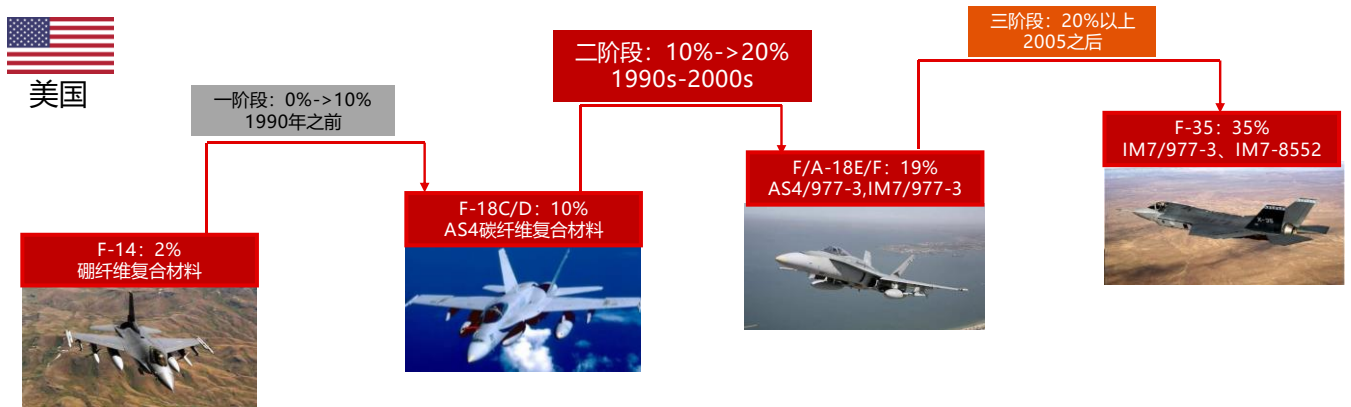 美国
一阶段：0%->10%
1990年之前
二阶段：10%->20%
1990s-2000s
三阶段：20%以上
2005之后
F-14：2%
硼纤维复合材料
F-18C/D：10%
AS4碳纤维复合材料
F/A-18E/F：19%
AS4/977-3,IM7/977-3
F-35：35%
IM7/977-3、IM7-8552
X-35